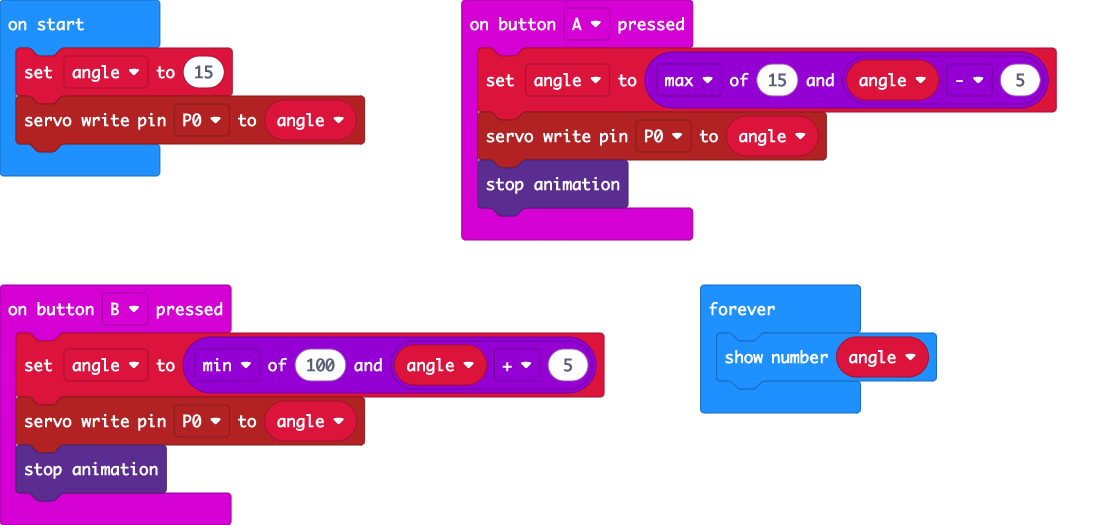 on start
set angle to 15
servo write pin P0 to angle
on button A pressed
set angle to max of 15 and angle - 5
servo write pin P0 to angle
stop animation
on button B pressed
set angle to min of 100 and angle + 5
servo write pin P0 to angle
stop animation
forever
show number angle